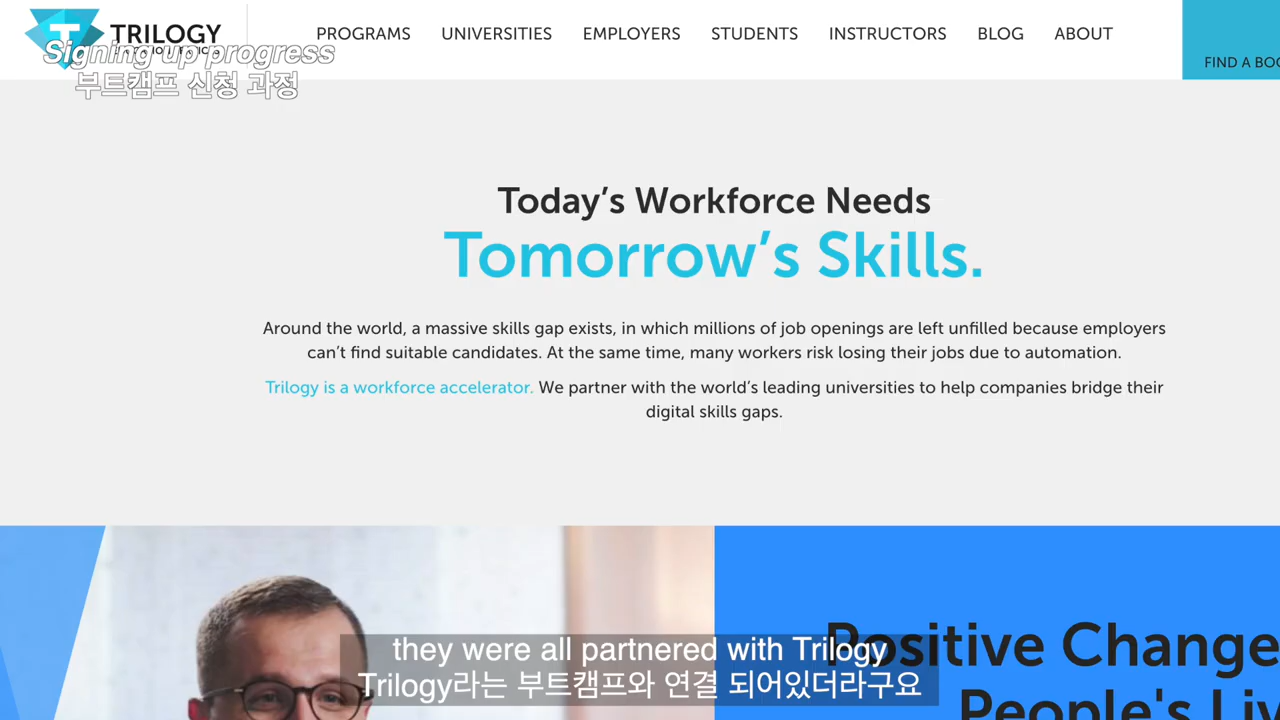 TRILOGY
PROGRAMS UNIVERSITIES EMPLOYERS STUDENTS INSTRUCTORS BLOG ABOUT
FIND A BOO
Signing up progress
부트캠프 신청 과정
Today’s Workforce Needs
Tomorrow’s Skills.
Around the world, a massive skills gap exists, in which millions of job openings are left unfilled because employers
can’t find suitable candidates. At the same time, many workers risk losing their jobs due to automation.
Trilogy is a workforce accelerator. We partner with the world’s leading universities to help companies bridge their
digital skills gaps.
Positive Change
People's Liv
they were all partnered with Trilogy
Trilogy라는 부트캠프와 연결 되어있더라구요